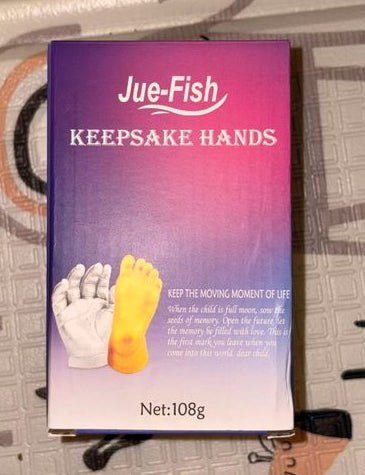 Jue-Fish
KEEPSAKE HANDS
KEEP THE MOVING MOMENT OF LIFE
When the child is full moon, sow the
seeds of memory. Open the future, let
the memory be filled with love. This is
the first mark you leave when you
come into this world, dear child.
Net:108g